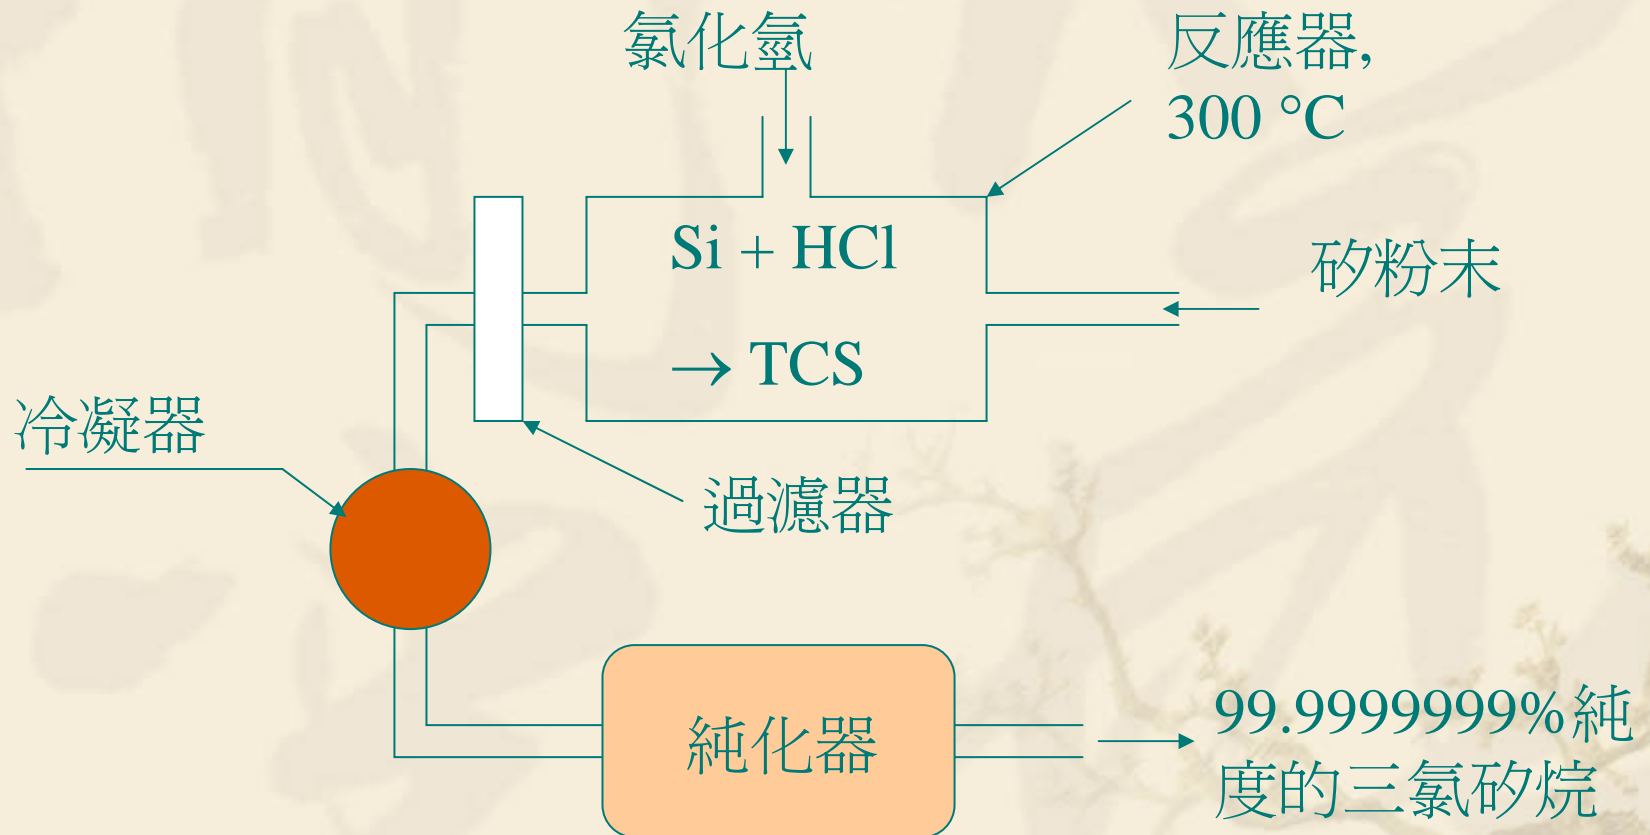 氯化氫
反應器,
300 °C
Si + HCl
矽粉末
→ TCS
冷凝器
過濾器
純化器
99.9999999%純
度的三氯矽烷